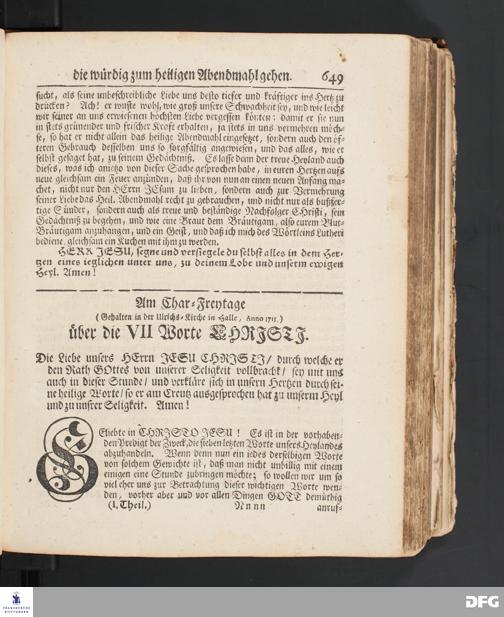 die würdig zum heiligen Abendmahl gehen. 649
sucht, als seine unbeschreibliche Liebe uns desto tiefer und kräftiger ins Hertz zu
drücken? Ach! er wuste wohl, wie groß unsere Schwachheit sey, und wie leicht
wir seiner an uns erwiesenen höchsten Liebe vergessen könten: damit er sie nun
in stets grünender und frischer Krafft erhalten, ja stets in uns vermehren möch-
te, so hat er nicht allein das heilige Abendmahl eingesetzet, sondern auch den öf-
teren Gebrauch desselben uns so sorgfältig angewiesen, und das alles, wie er
selbst gesaget hat, zu seinem Gedächtniß. Es lasse denn der treue Heyland auch
dieses, was ich anietzo von dieser Sache gesprochen habe, in euren Hertzen aufs
neue gleichsam ein Feuer anzünden, daß ihr von nun an einen neuen Anfang ma-
chet, nicht nur den HErrn JEsum zu lieben, sondern auch zur Vermehrung
seiner Liebe das Heil. Abendmahl recht zu gebrauchen, und nicht nur als bußfer-
tige Sünder, sondern auch als treue und beständige Nachfolger CHristi, sein
Gedächtniß zu begehen, und wie eine Braut dem Bräutigam, also eurem Blut-
Bräutigam anzuhangen, und ein Geist, und daß ich mich des Wörtleins Lutheri
bediene, gleichsam ein Kuchen mit ihm zu werden.
HERR JESU, segne und versiegele du selbst alles in dem Her-
tzen eines ieglichen unter uns, zu deinem Lobe und unserm ewigen
Heyl. Amen!
Am Char-Freytage
(Gehalten in der Ulrichs-Kirche in Halle, Anno 1711.)
über die VII Worte CHRISTI.
Die Liebe unsers HErrn JESU CHRISTI/ durch welche er
den Rath GOttes von unserer Seligkeit vollbracht/ sey mit uns
auch in dieser Stunde/ und verkläre sich in unsern Hertzen durch sei-
ne heilige Worte/ so er am Creutz ausgesprochen hat zu unserm Heyl
und zu unsrer Seligkeit. Amen!
Geliebte in CHRISTO JESU! Es ist in der vorhaben-
den Predigt der Zweck, die sieben letzten Worte unsers Heylandes
abzuhandeln. Wenn denn nun ein iedes derselbigen Worte
von solchem Gewichte ist, daß man nicht unbillig mit einem
einigen eine Stunde zubringen möchte; so wollen wir um so
viel eher uns zur Betrachtung dieser wichtigen Worte wen-
den, vorher aber und vor allen Dingen GOTT demüthig
(I. Theil.) Nnnn anruf-
FRANCKESCHE
STIFTUNGEN
DFG